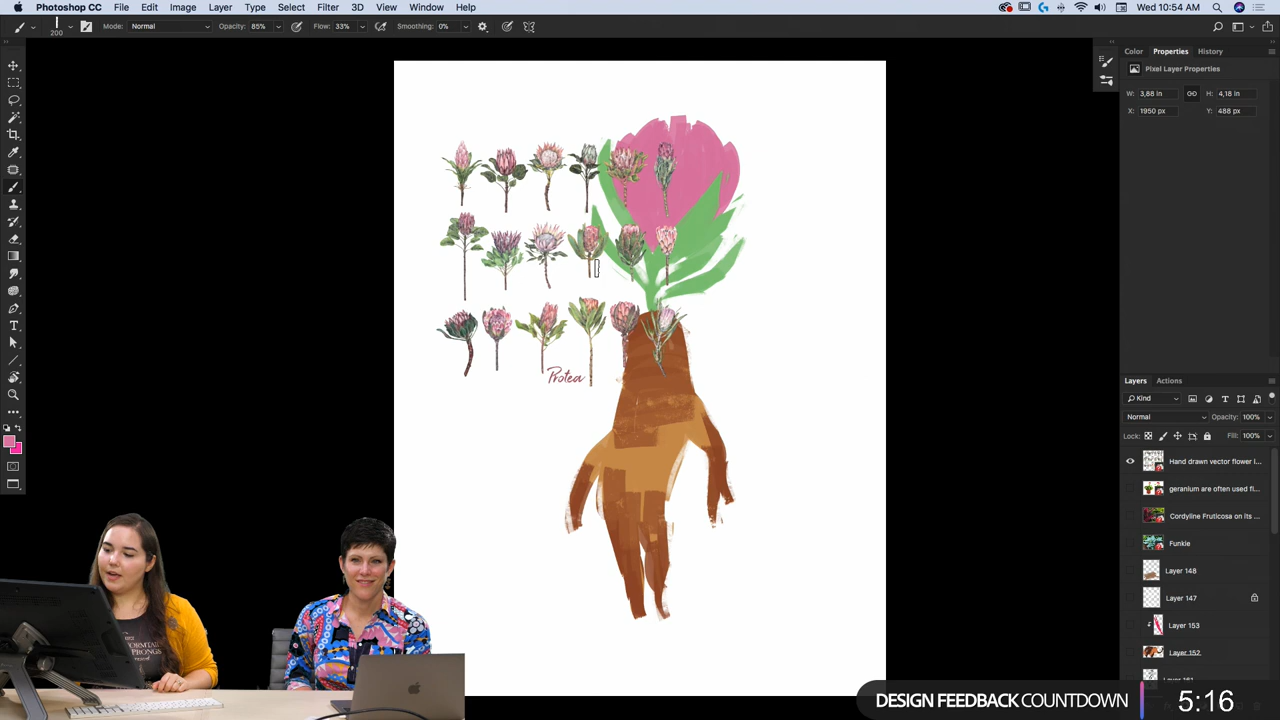 Photoshop CC File Edit Image Layer Type Select Filter 3D View Window Help Wed 10:54 AM
200 Mode: Normal Opacity: 85% Flow: 33% Smoothing: 0%
Color Properties History
Pixel Layer Properties
W: 3,88 in H: 4,18 in
X: 1950 px Y: 488 px
Protea
Layers Actions
Kind
Normal Opacity: 100%
Lock: Fill: 100%
Hand drawn vector flower i...
geranium are often used fl...
Cordyline Fruticosa on its ...
Funkie
Layer 148
Layer 147
Layer 153
Layer 152
DESIGN FEEDBACK COUNTDOWN 5:16